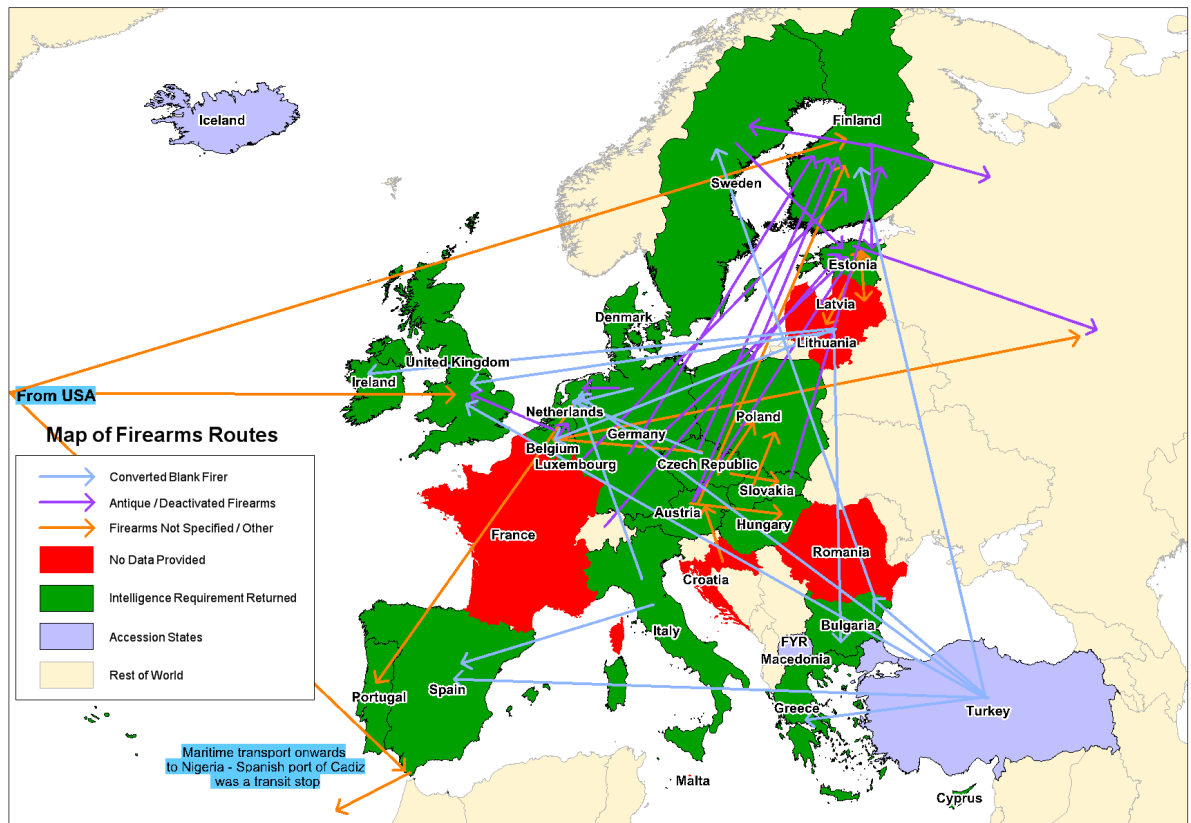 Iceland
Finland
Sweden
Estonia
Latvia
Lithuania
Denmark
United Kingdom
Ireland
From USA
Netherlands
Poland
Germany
Belgium
Luxembourg
Czech Republic
Slovakia
Austria
Hungary
France
Romania
Croatia
Bulgaria
Italy
FYR
Macedonia
Portugal
Spain
Greece
Turkey
Malta
Cyprus
Map of Firearms Routes
Converted Blank Firer
Antique / Deactivated Firearms
Firearms Not Specified / Other
No Data Provided
Intelligence Requirement Returned
Accession States
Rest of World
Maritime transport onwards
to Nigeria - Spanish port of Cadiz
was a transit stop